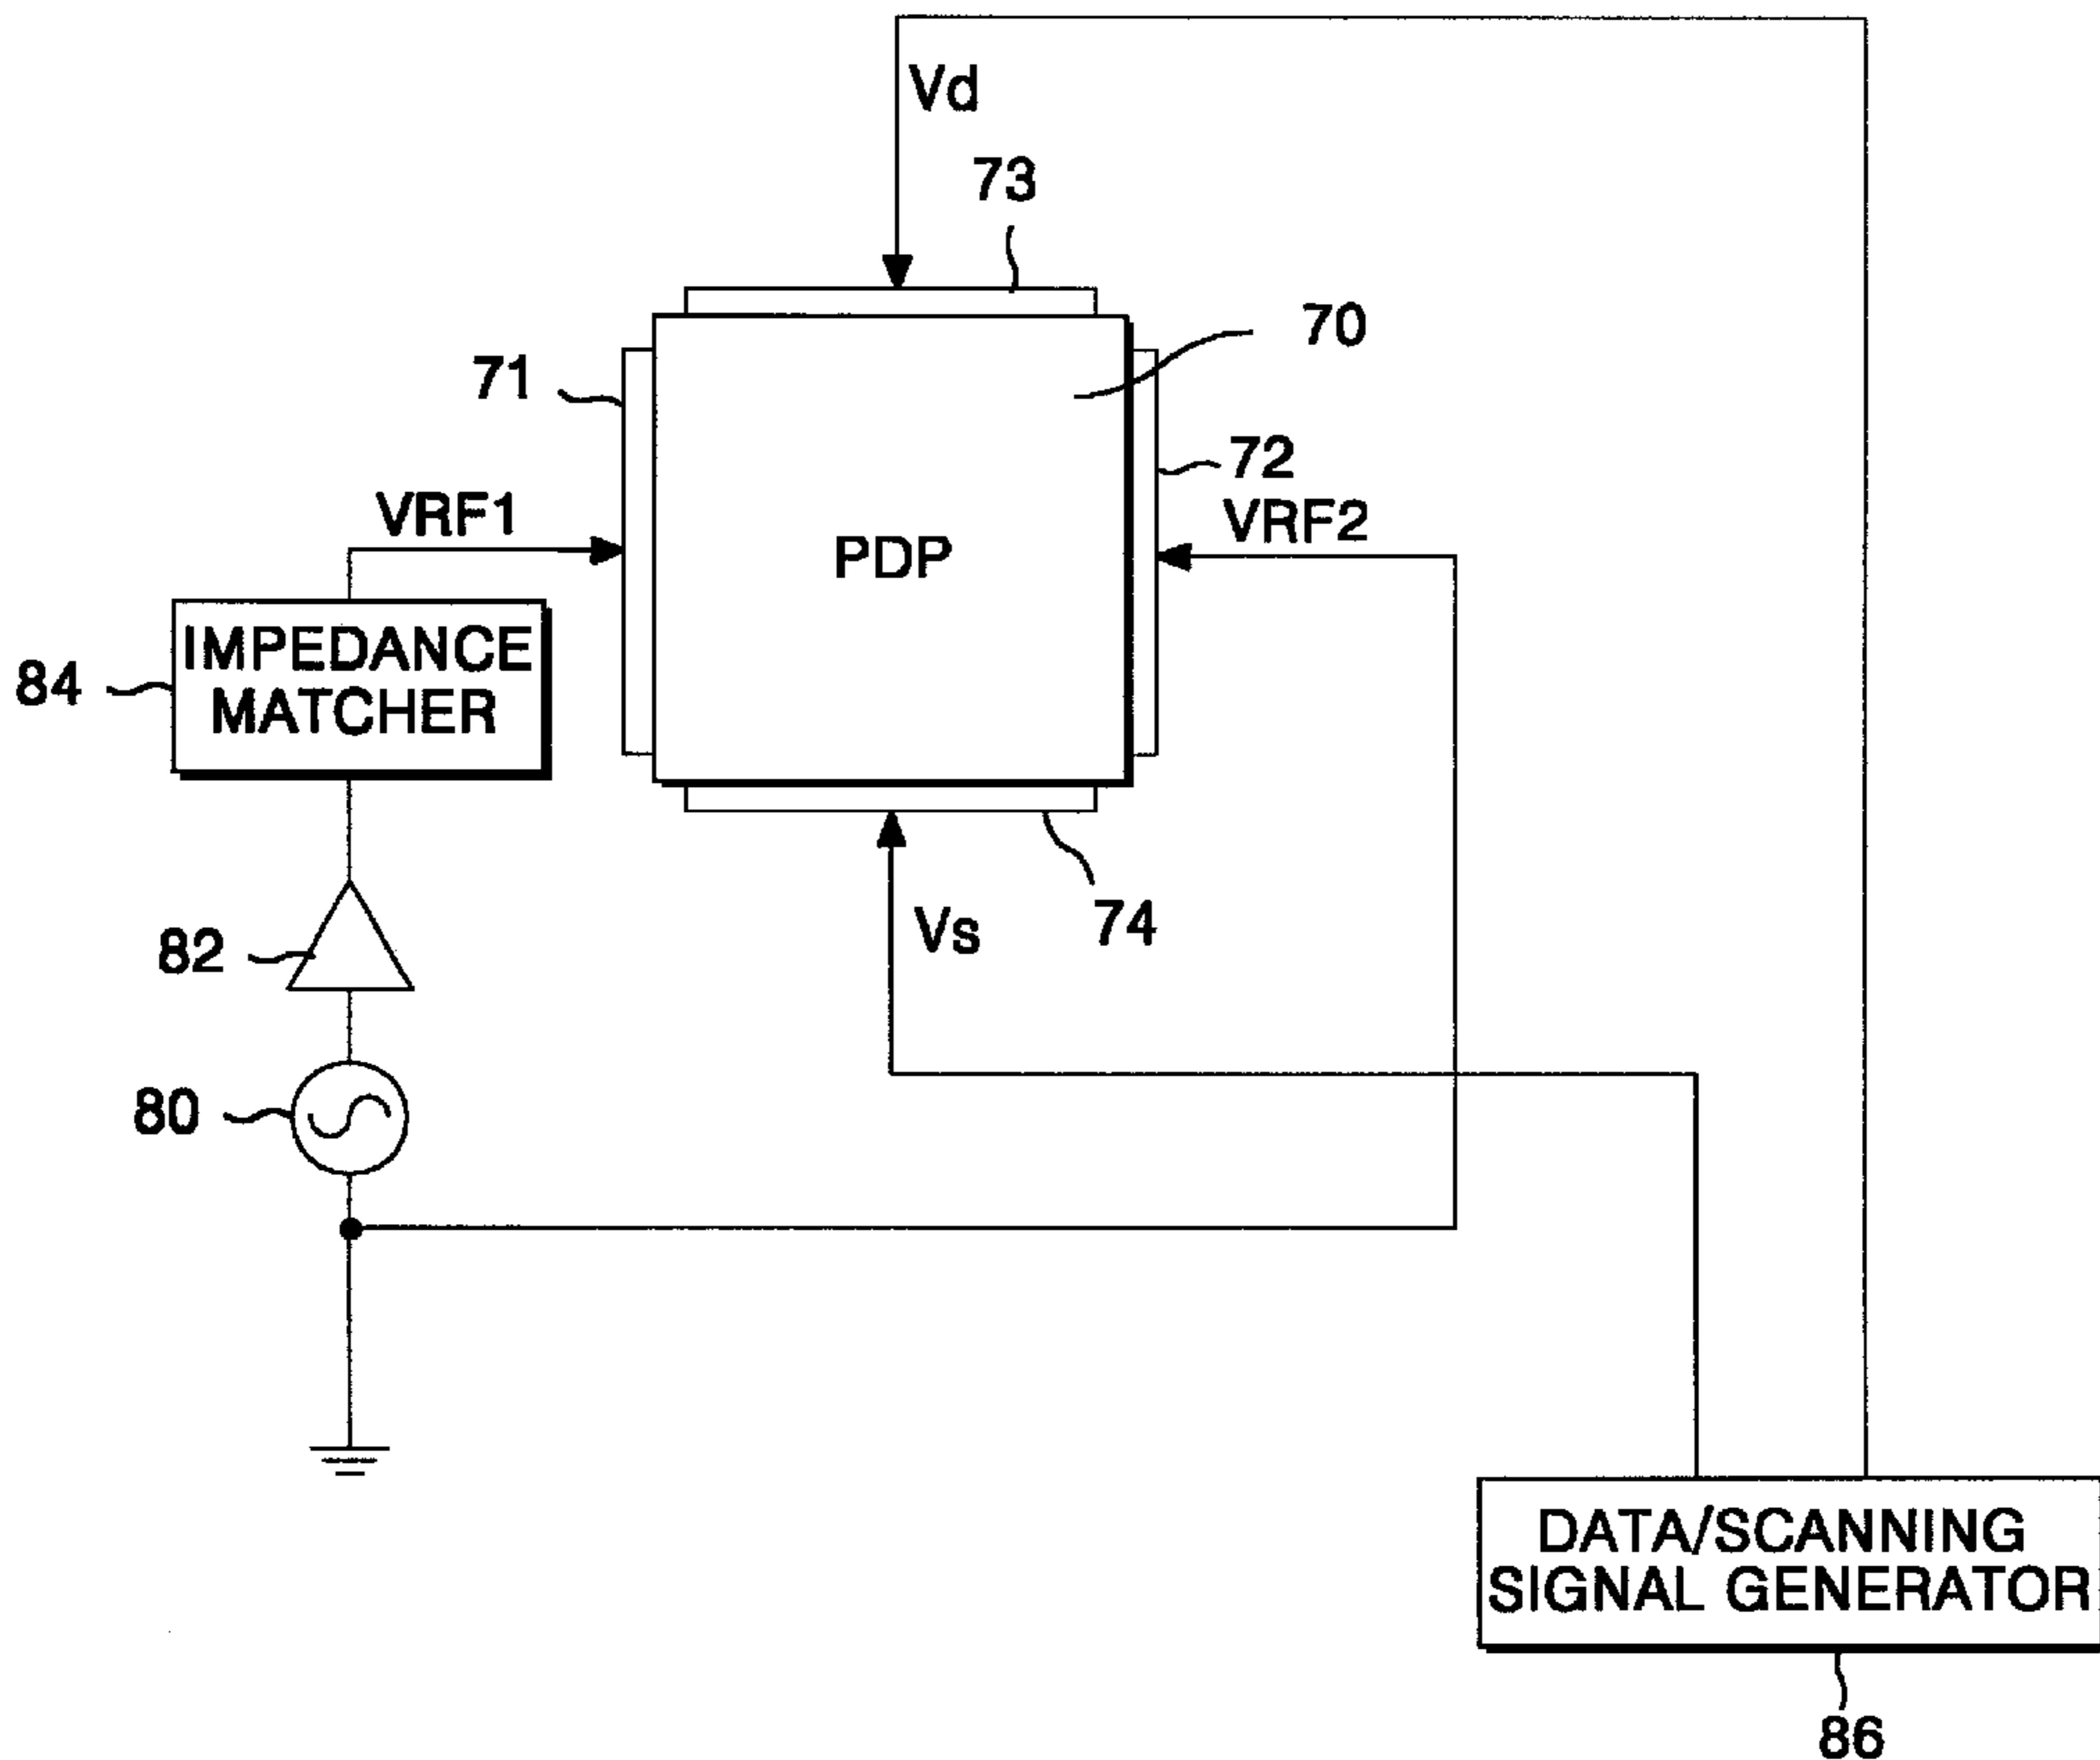 Vd
73
70
71
72
VRF1
VRF2
PDP
IMPEDANCE
MATCHER
84
82
Vs
74
80
DATA/SCANNING
SIGNAL GENERATOR
86